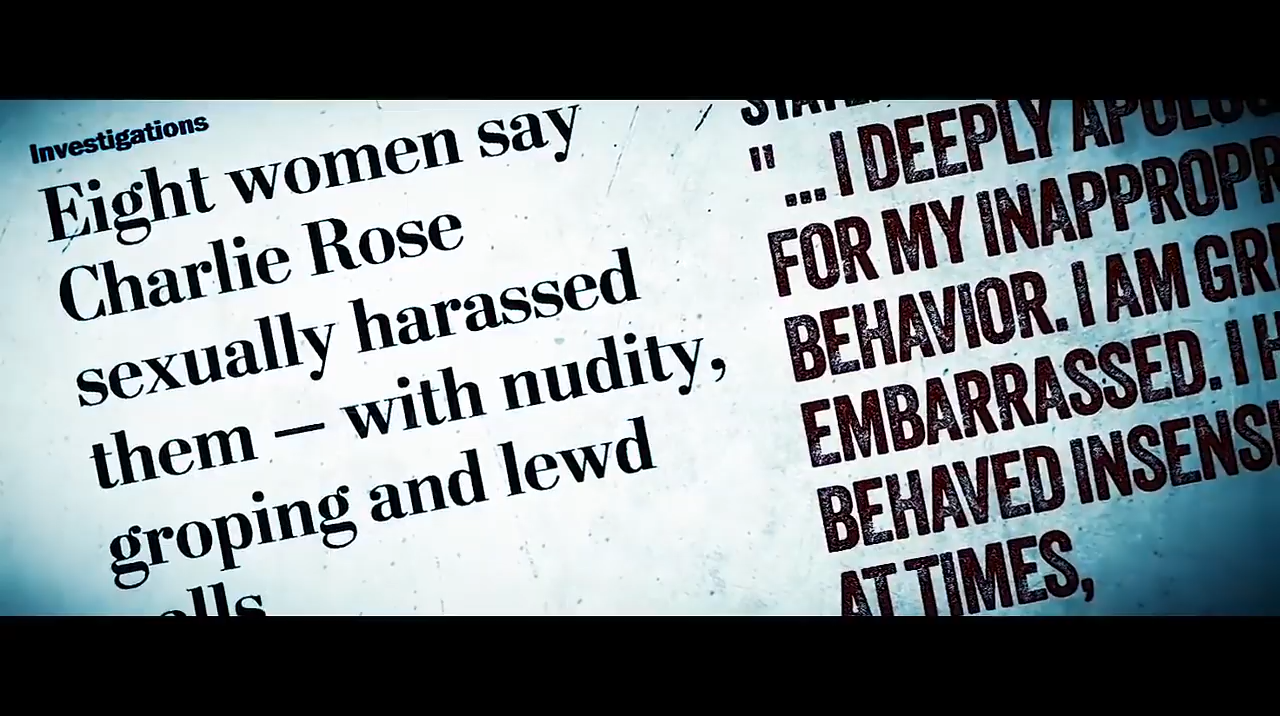 Investigations
Eight women say
Charlie Rose
sexually harassed
them — with nudity,
groping and lewd
" ... I DEEPLY
FOR MY
BEHAVIOR. I AM
EMBARRASSED. I
BEHAVED
AT TIMES,